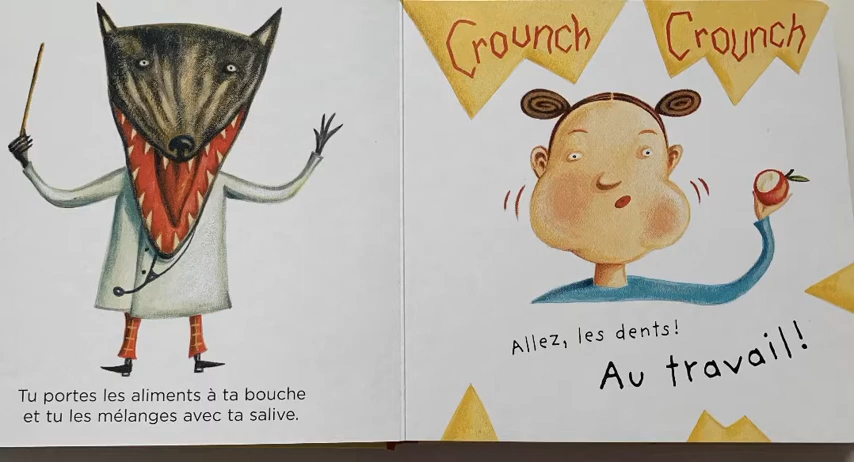 Tu portes les aliments à ta bouche
et tu les mélanges avec ta salive.
Crounch
Crounch
Allez, les dents!
Au travail!